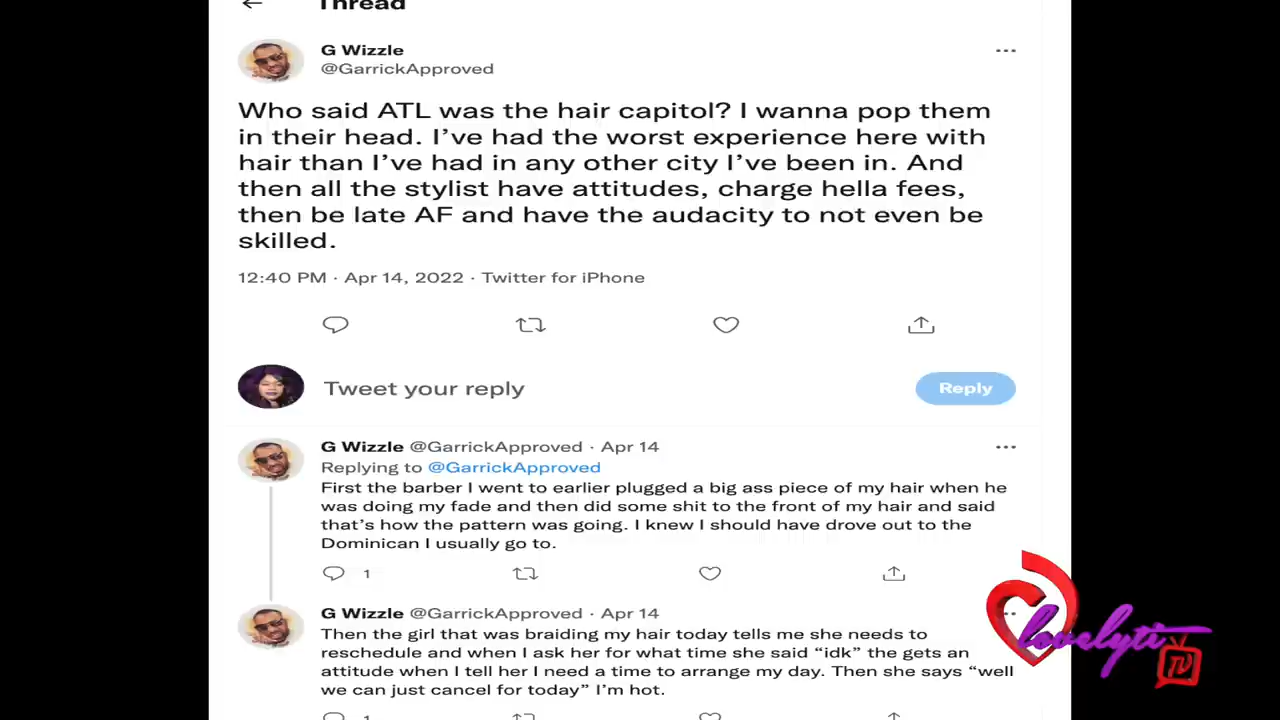 Thread
G Wizzle
@GarrickApproved
Who said ATL was the hair capitol? I wanna pop them
in their head. I've had the worst experience here with
hair than I've had in any other city I've been in. And
then all the stylist have attitudes, charge hella fees,
then be late AF and have the audacity to not even be
skilled.
12:40 PM · Apr 14, 2022 · Twitter for iPhone
Tweet your reply
Reply
G Wizzle @GarrickApproved · Apr 14
Replying to @GarrickApproved
First the barber I went to earlier plugged a big ass piece of my hair when he
was doing my fade and then did some shit to the front of my hair and said
that's how the pattern was going. I knew I should have drove out to the
Dominican I usually go to.
1
G Wizzle @GarrickApproved · Apr 14
Then the girl that was braiding my hair today tells me she needs to
reschedule and when I ask her for what time she said “idk” the gets an
attitude when I tell her I need a time to arrange my day. Then she says “well
we can just cancel for today” I'm hot.
1
lovelyti
TV